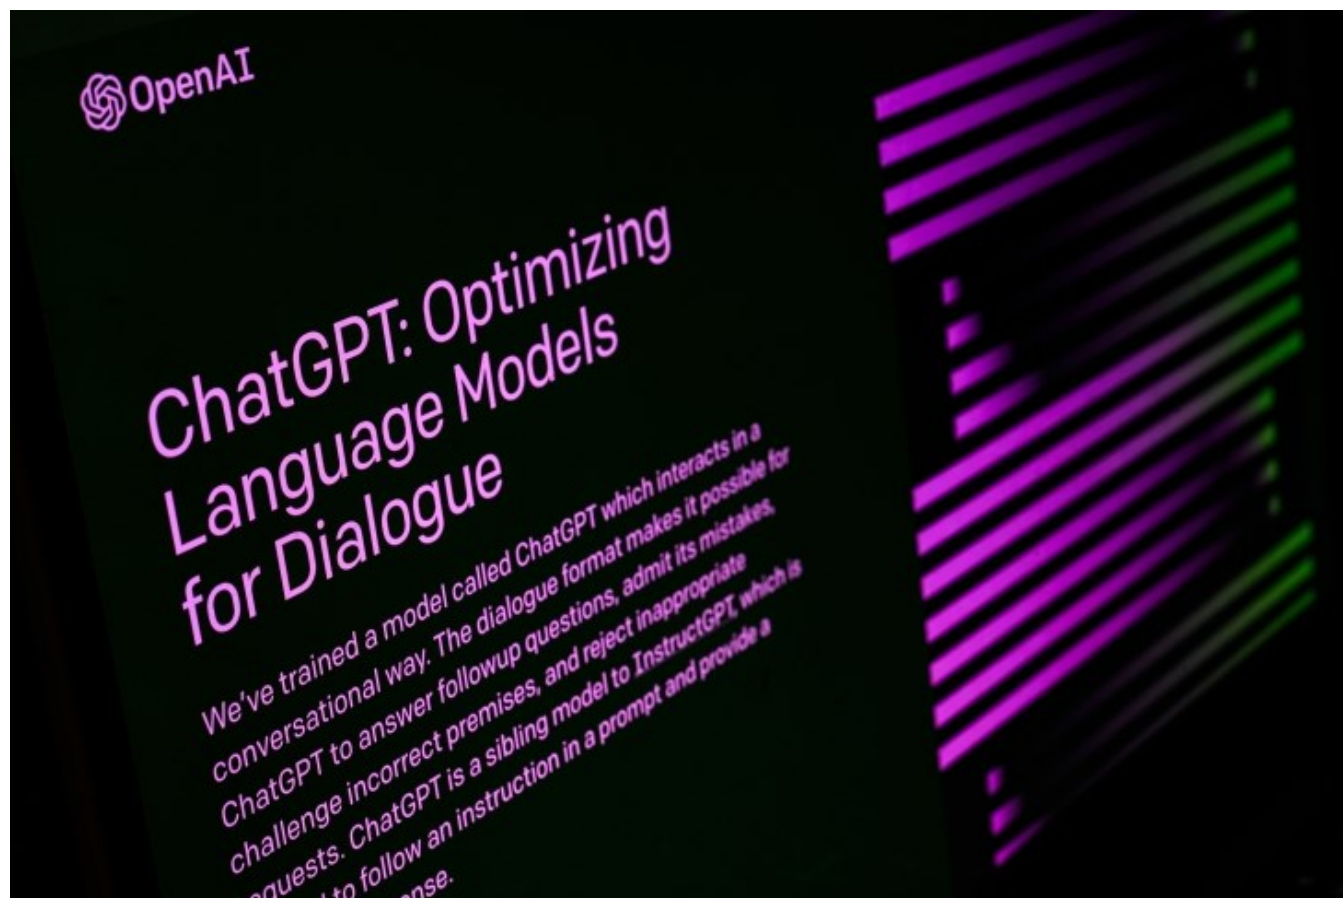 OpenAI
ChatGPT: Optimizing
Language Models
for Dialogue
We've trained a model called ChatGPT which interacts in a
conversational way. The dialogue format makes it possible for
ChatGPT to answer followup questions, admit its mistakes,
challenge incorrect premises, and reject inappropriate
equests. ChatGPT is a sibling model to InstructGPT, which is
to follow an instruction in a prompt and provide a
onse.